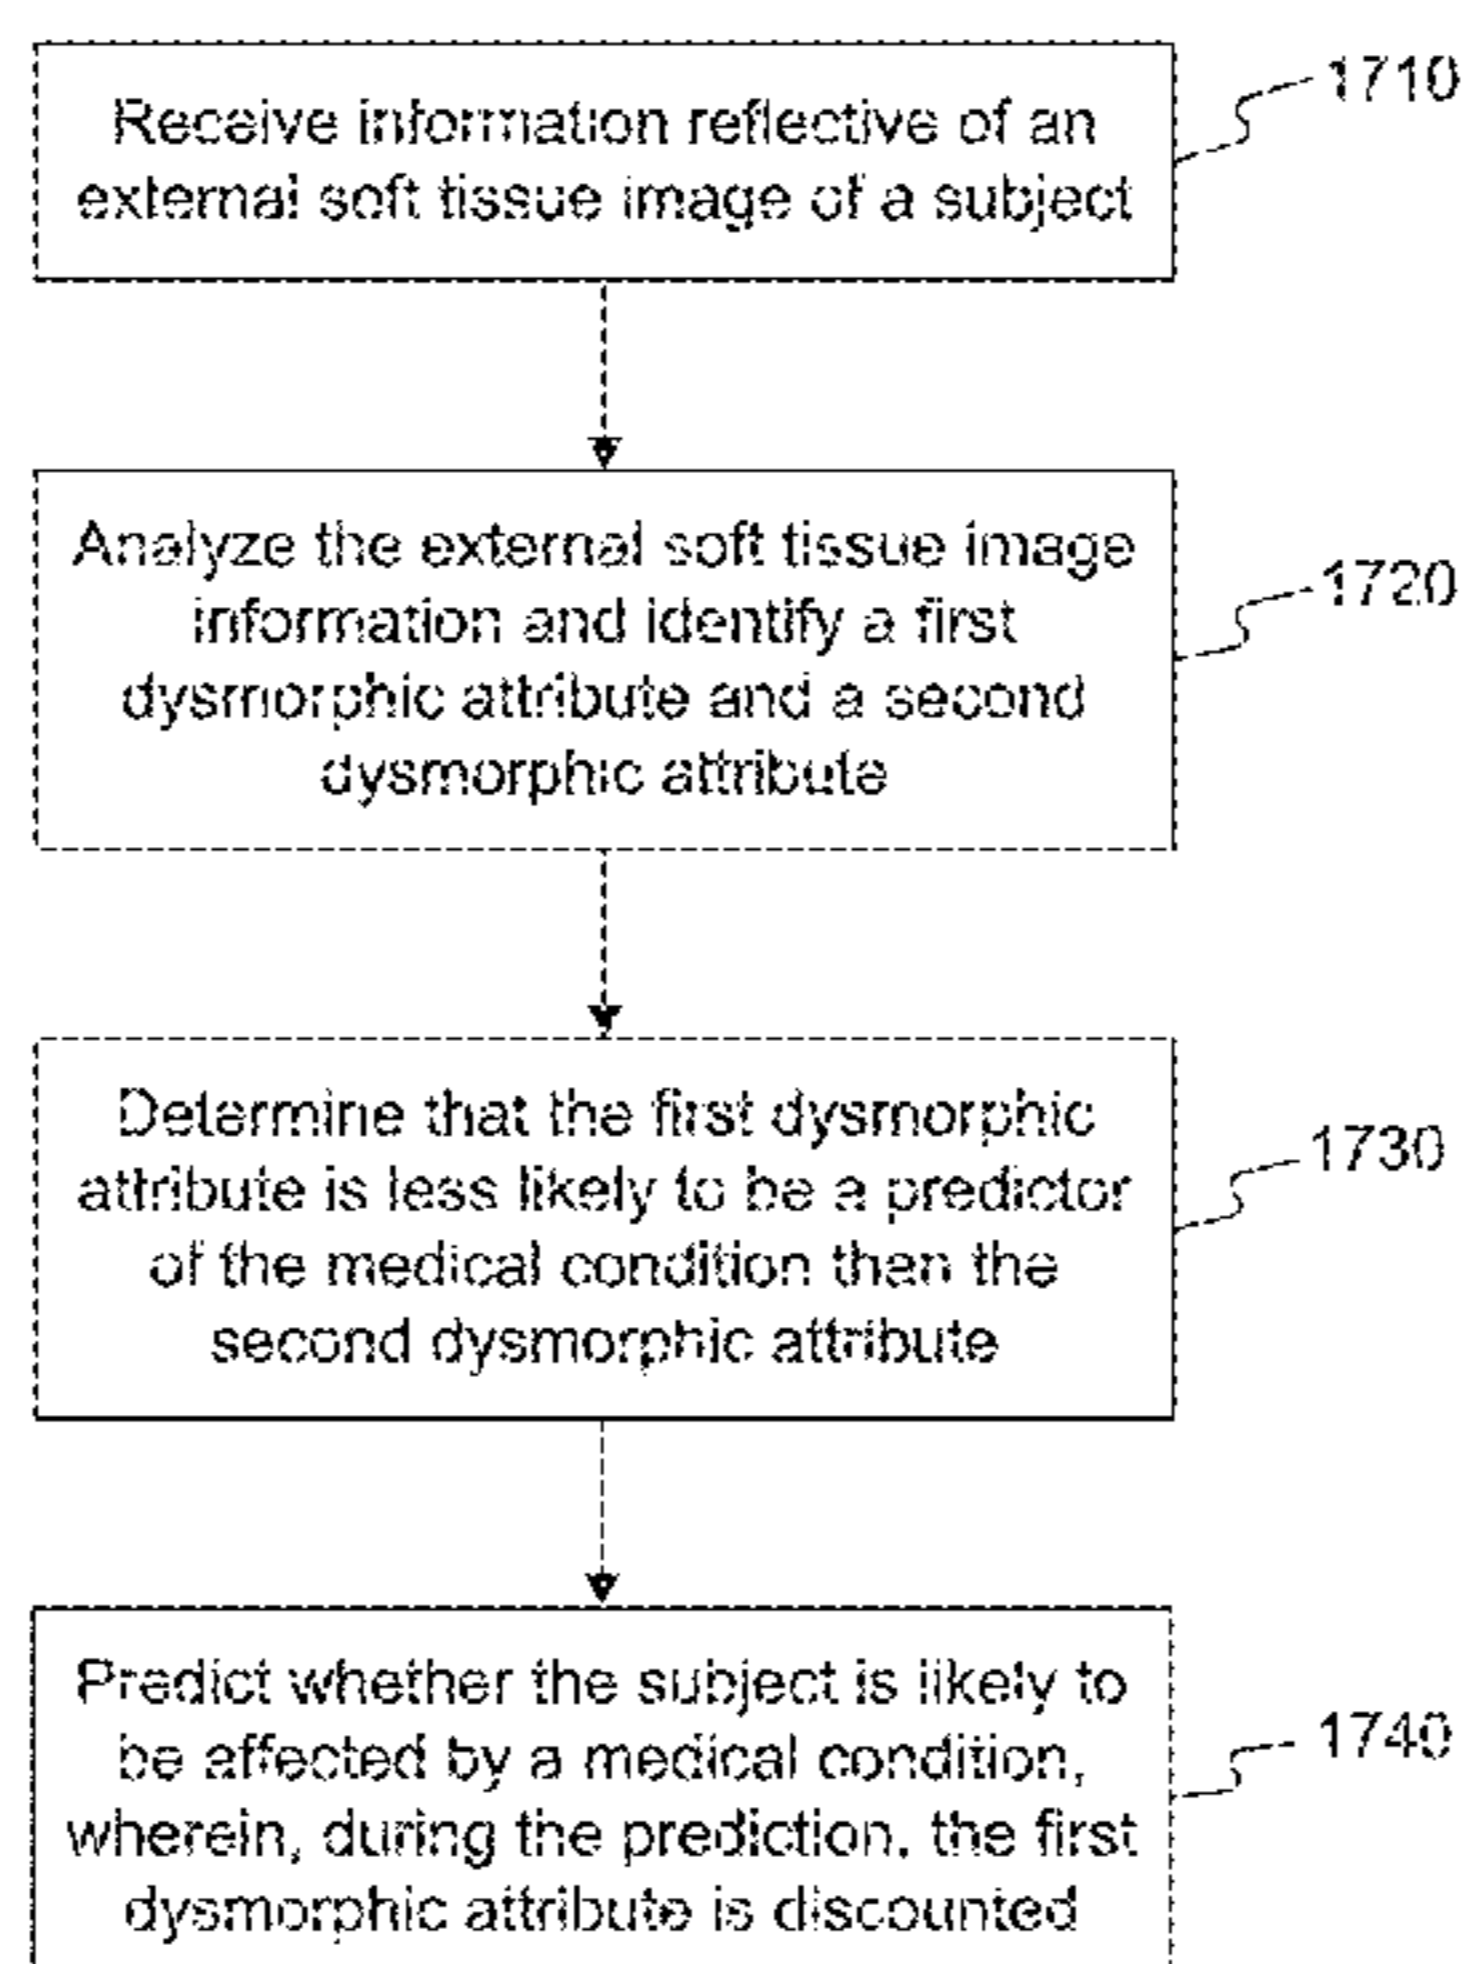 1710
Receive information reflective of an
external soft tissue image of a subject
Analyze the external soft tissue image
information and identify a first
dysmorphic attribute and a second
dysmorphic attribute
1720
Determine that the first dysmorphic
attribute is less likely to be a predictor
of the medical condition than the
second dysmorphic attribute
1730
Predict whether the subject is likely to
be affected by a medical condition,
wherein, during the prediction, the first
dysmorphic attribute is discounted
1740